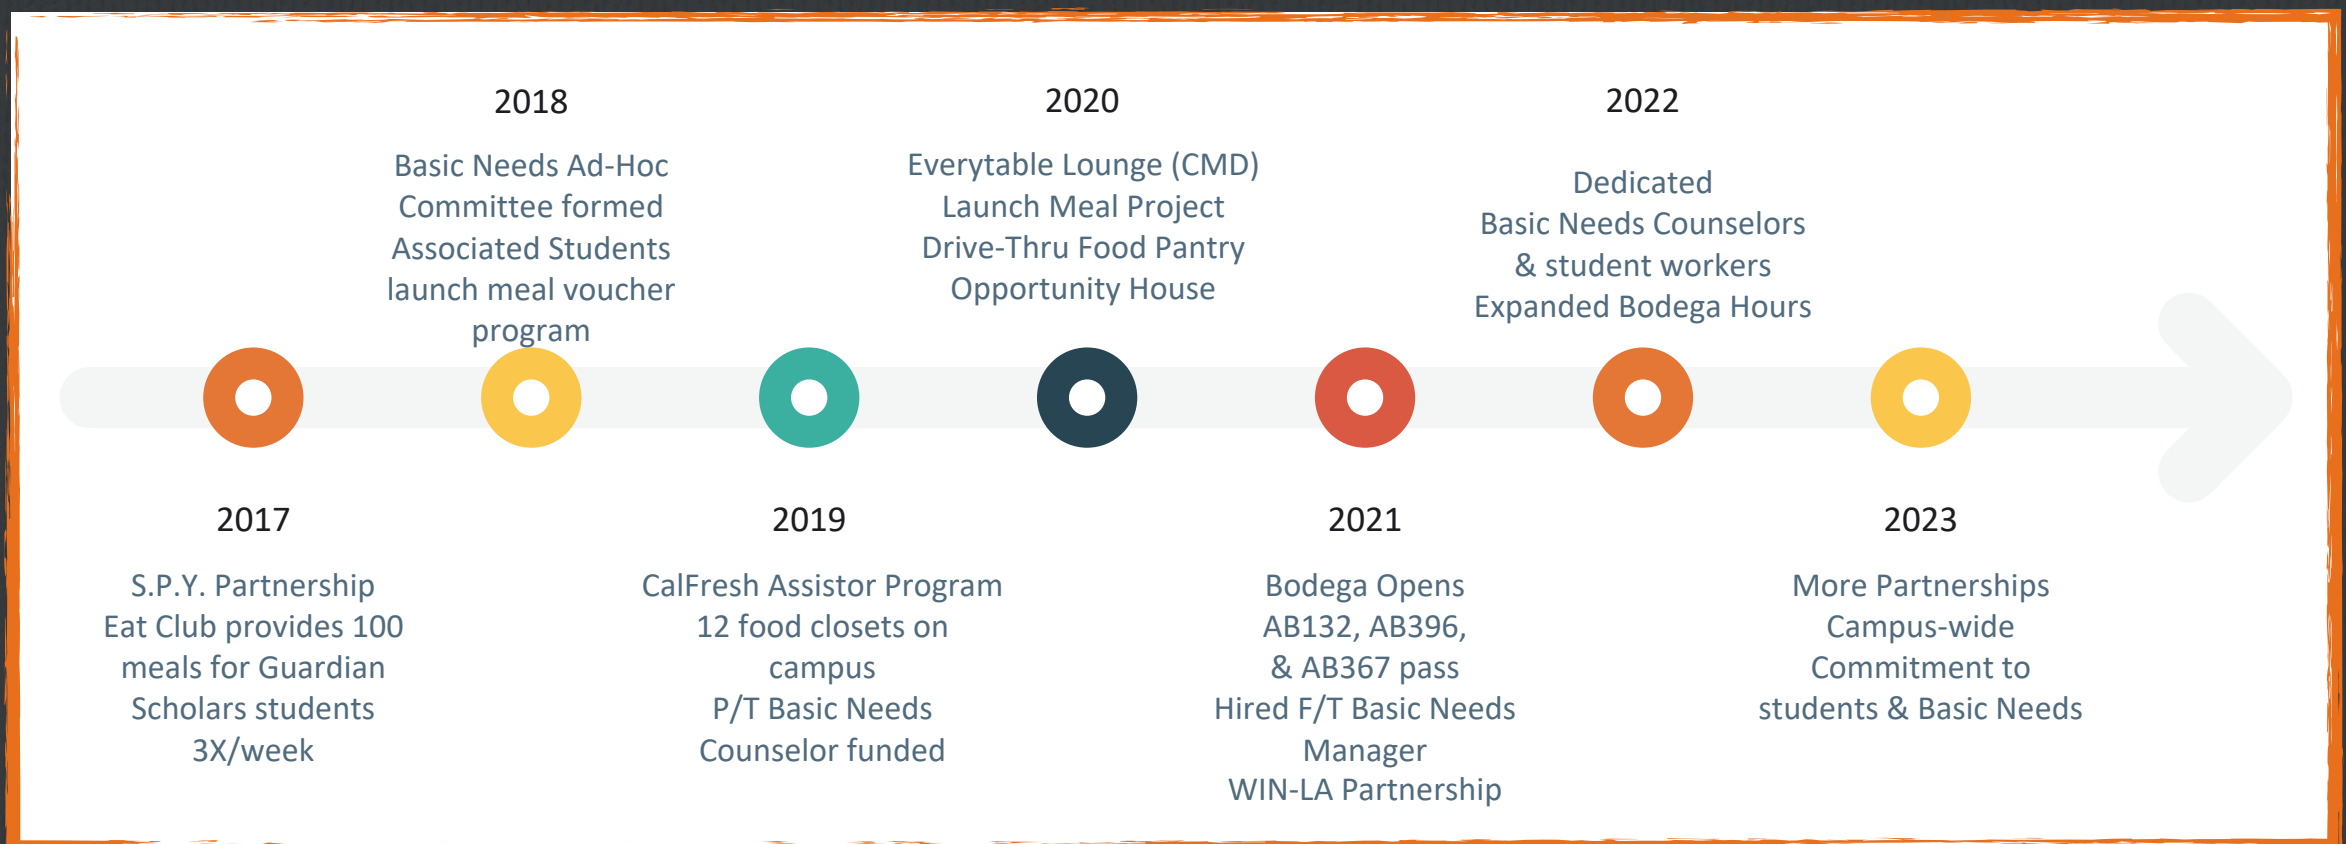 2018
Basic Needs Ad-Hoc
Committee formed
Associated Students
launch meal voucher
program
2020
Everytable Lounge (CMD)
Launch Meal Project
Drive-Thru Food Pantry
Opportunity House
2022
Dedicated
Basic Needs Counselors
& student workers
Expanded Bodega Hours
2017
S.P.Y. Partnership
Eat Club provides 100
meals for Guardian
Scholars students
3X/week
2019
CalFresh Assistor Program
12 food closets on
campus
P/T Basic Needs
Counselor funded
2021
Bodega Opens
AB132, AB396,
& AB367 pass
Hired F/T Basic Needs
Manager
WIN-LA Partnership
2023
More Partnerships
Campus-wide
Commitment to
students & Basic Needs